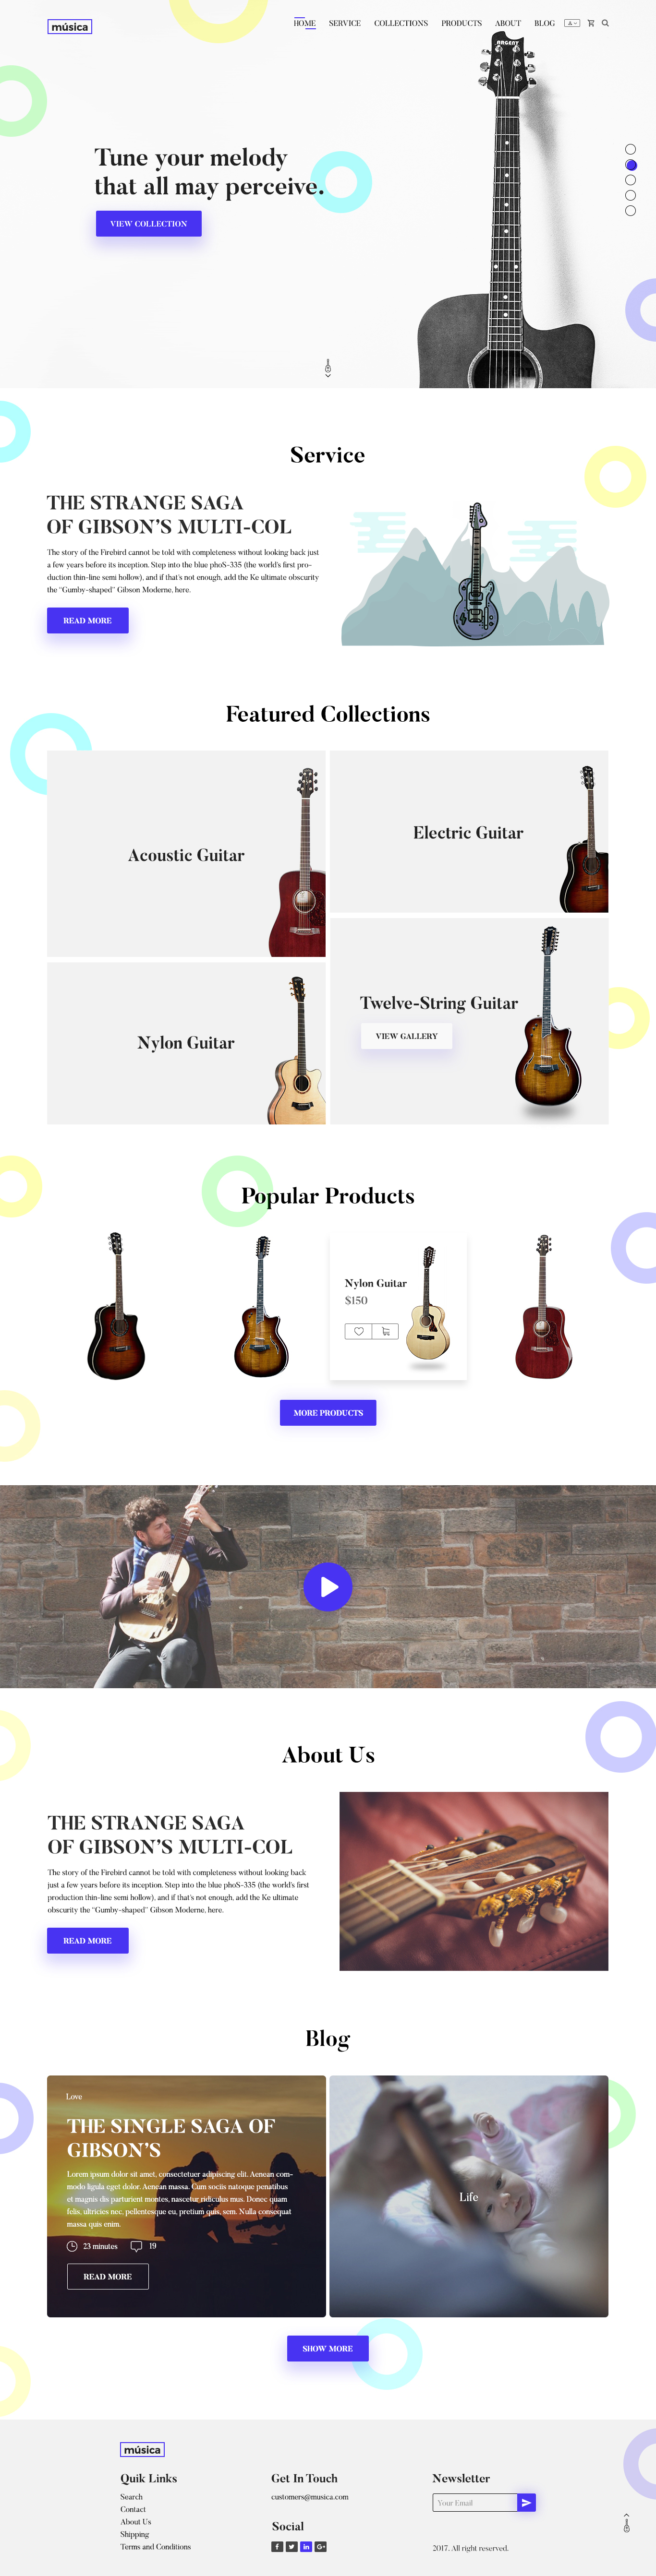 música
HOME SERVICE COLLECTIONS PRODUCTS ABOUT BLOG
ARGENT
Tune your melody
that all may perceive.
VIEW COLLECTION
Service
THE STRANGE SAGA
OF GIBSON'S MULTI-COL
The story of the Firebird cannot be told with completeness without looking back just
a few years before its inception. Step into the blue phoS-335 (the world's first pro-
duction thin-line semi hollow), and if that's not enough, add the Ke ultimate obscurity
the "Gumby-shaped" Gibson Moderne, here.
READ MORE
Featured Collections
Acoustic Guitar
Electric Guitar
Nylon Guitar
Twelve-String Guitar
VIEW GALLERY
Popular Products
Nylon Guitar
$150
MORE PRODUCTS
About Us
THE STRANGE SAGA
OF GIBSON'S MULTI-COL
The story of the Firebird cannot be told with completeness without looking back
just a few years before its inception. Step into the blue phoS-335 (the world's first
production thin-line semi hollow), and if that's not enough, add the Ke ultimate
obscurity the "Gumby-shaped" Gibson Moderne, here.
READ MORE
Blog
Love
THE SINGLE SAGA OF
GIBSON'S
Lorem ipsum dolor sit amet, consectetuer adipiscing elit. Aenean com-
modo ligula eget dolor. Aenean massa. Cum sociis natoque penatibus
et magnis dis parturient montes, nascetur ridiculus mus. Donec quam
felis, ultricies nec, pellentesque eu, pretium quis, sem. Nulla consequat
massa quis enim.
23 minutes 19
READ MORE
Life
SHOW MORE
música
Quik Links
Search
Contact
About Us
Shipping
Terms and Conditions
Get In Touch
customers@musica.com
Social
Newsletter
Your Email
2017. All right reserved.